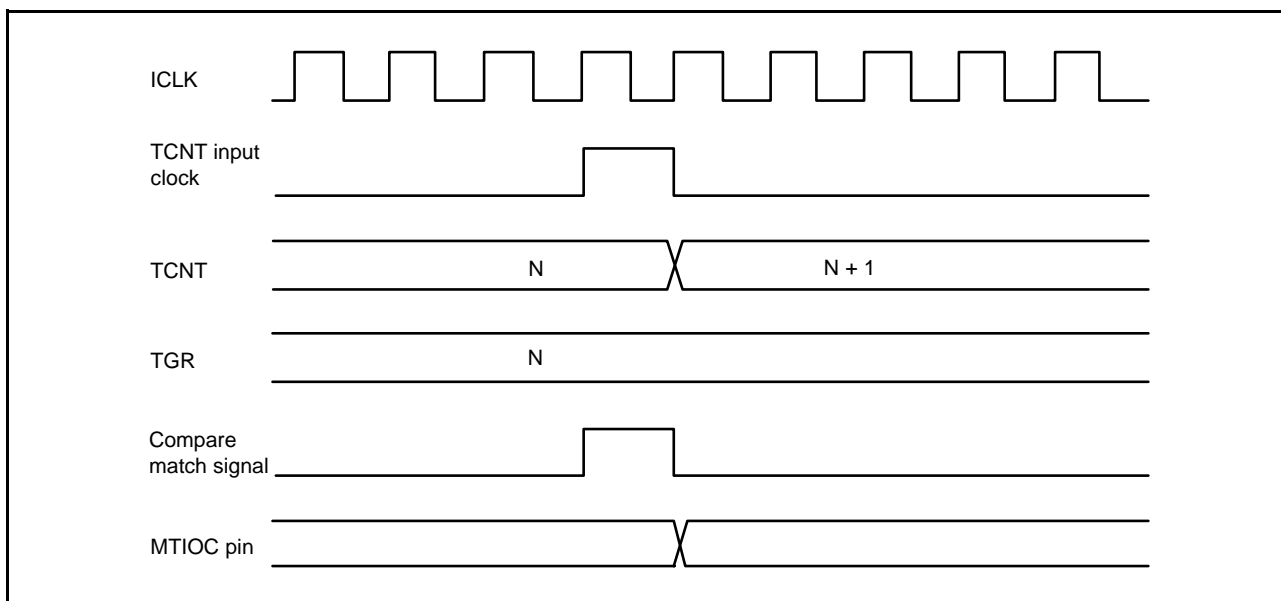 ICLK
TCNT input
clock
TCNT
N
N + 1
TGR
N
Compare
match signal
MTIOC pin